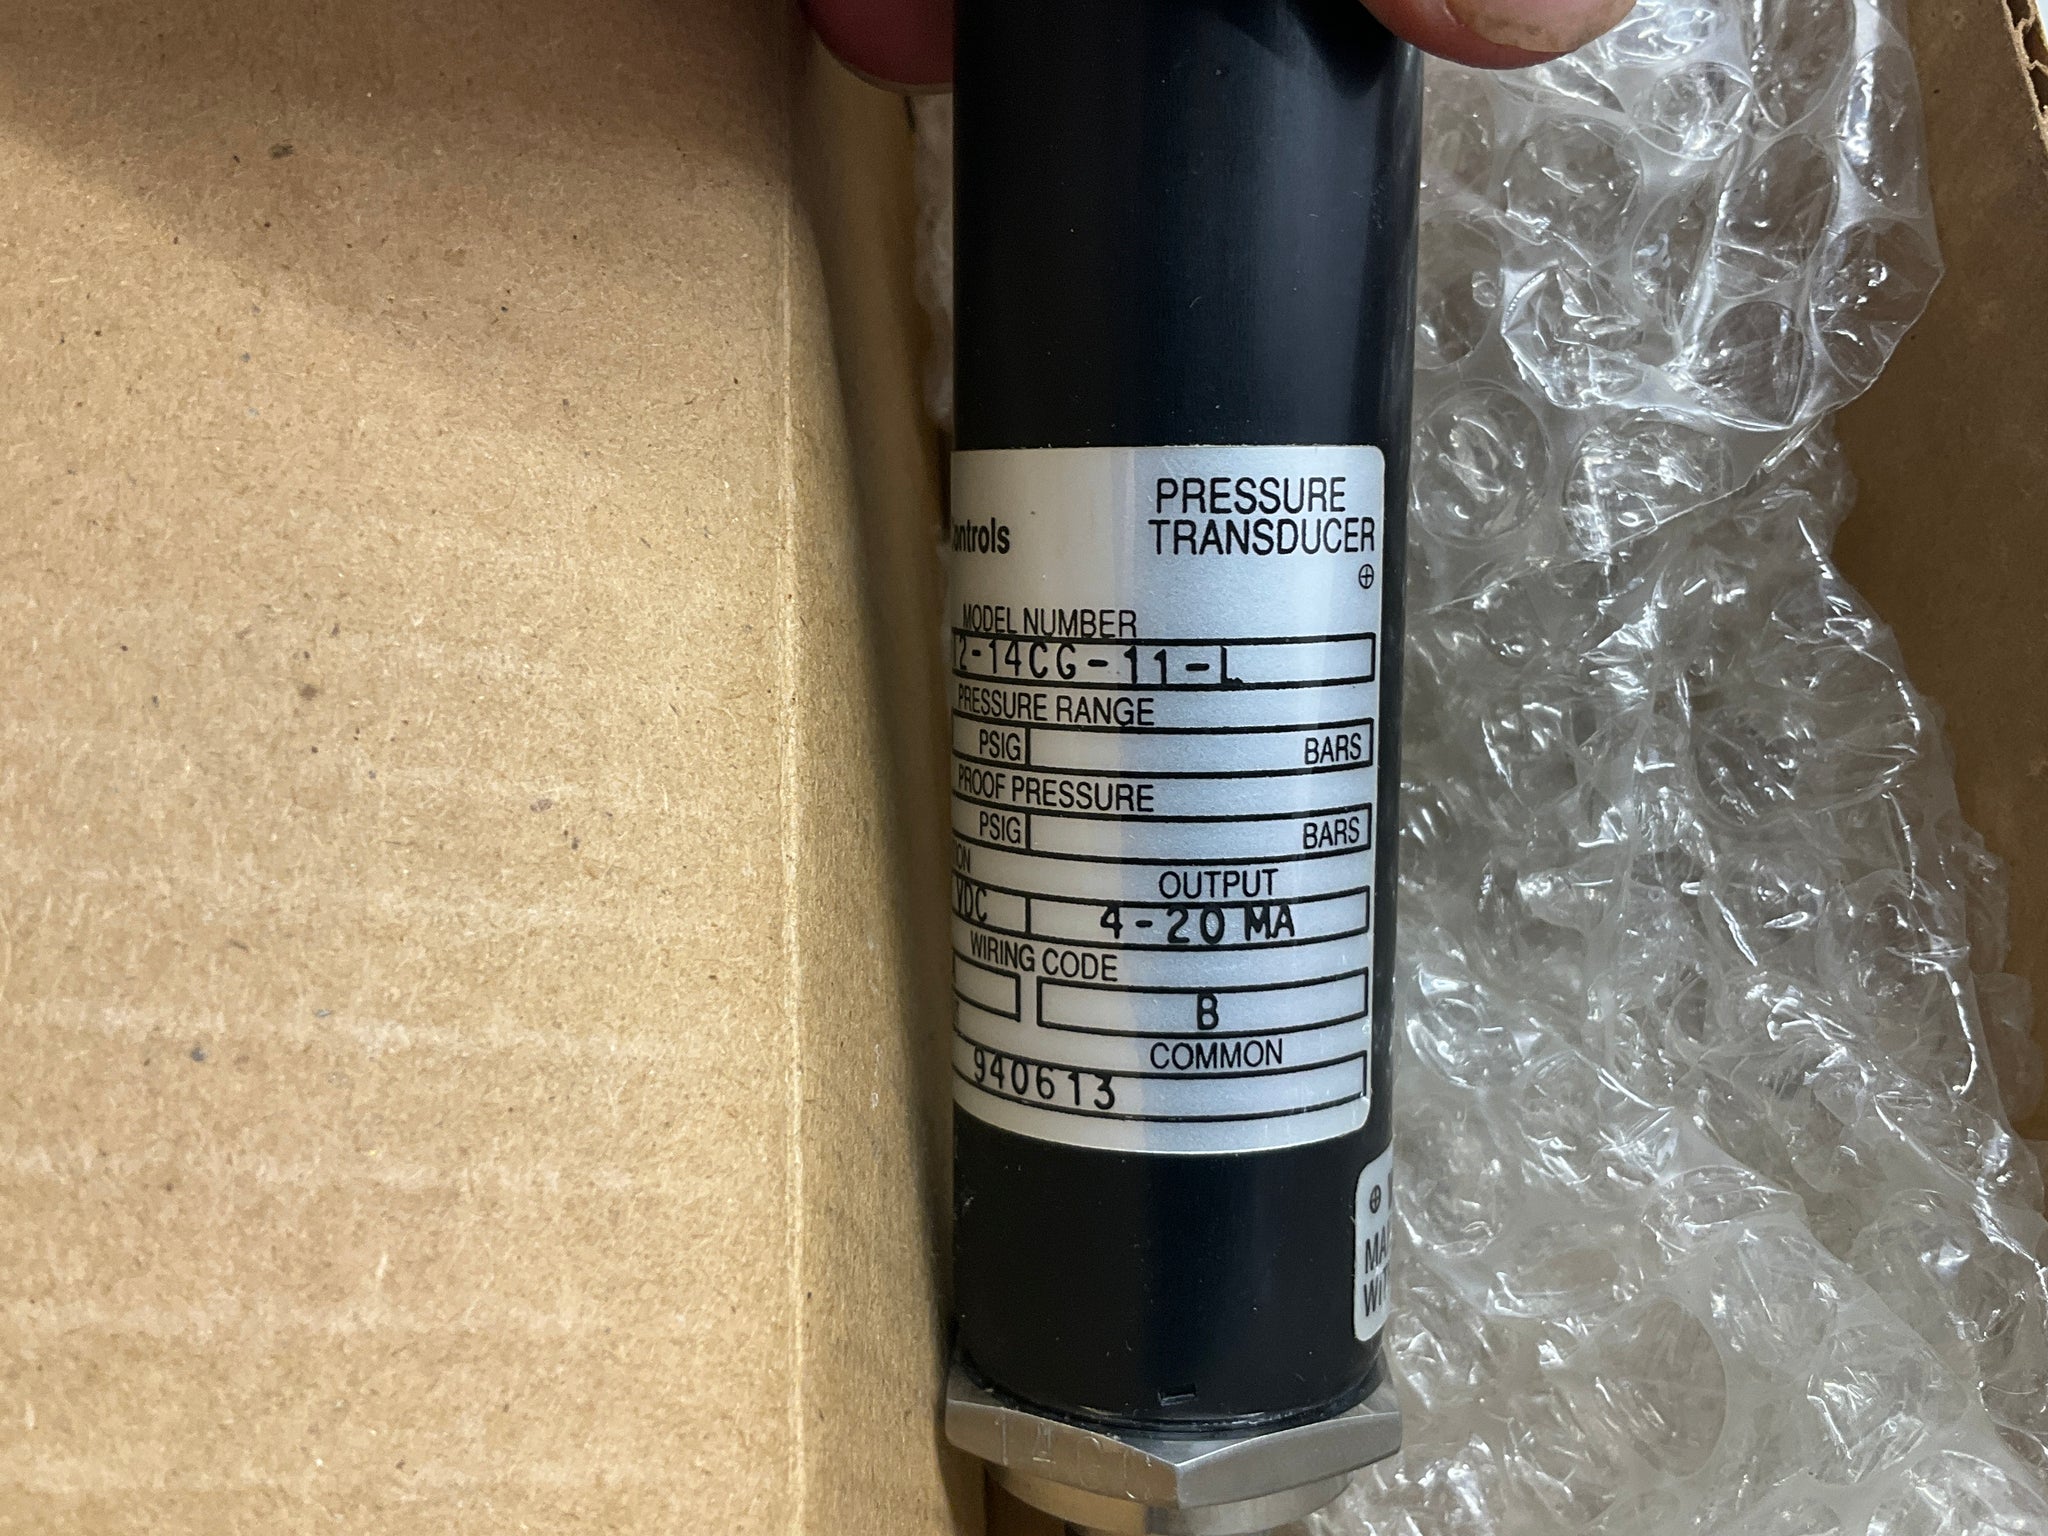 PRESSURE
TRANSDUCER
Controls
MODEL NUMBER
12-14CG-11-L
PRESSURE RANGE
PSIG BARS
PROOF PRESSURE
PSIG BARS
OUTPUT
VDC 4-20 MA
WIRING CODE
B
COMMON
940613